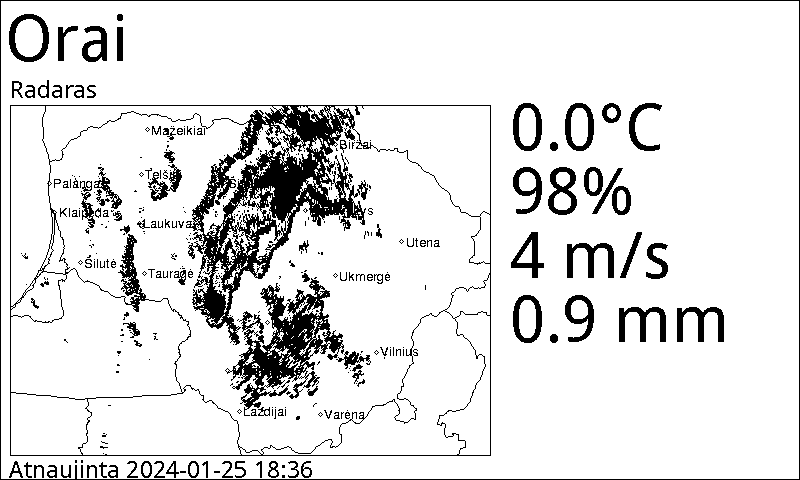 Orai
Radaras
Mažeikiai
Biržai
Telšiai
Palanga
Klaipėda
Laukuva
Utena
Šilutė
Tauragė
Ukmergė
Vilnius
Lazdijai
Varėna
0.0°C
98%
4 m/s
0.9 mm
Atnaujinta 2024-01-25 18:36